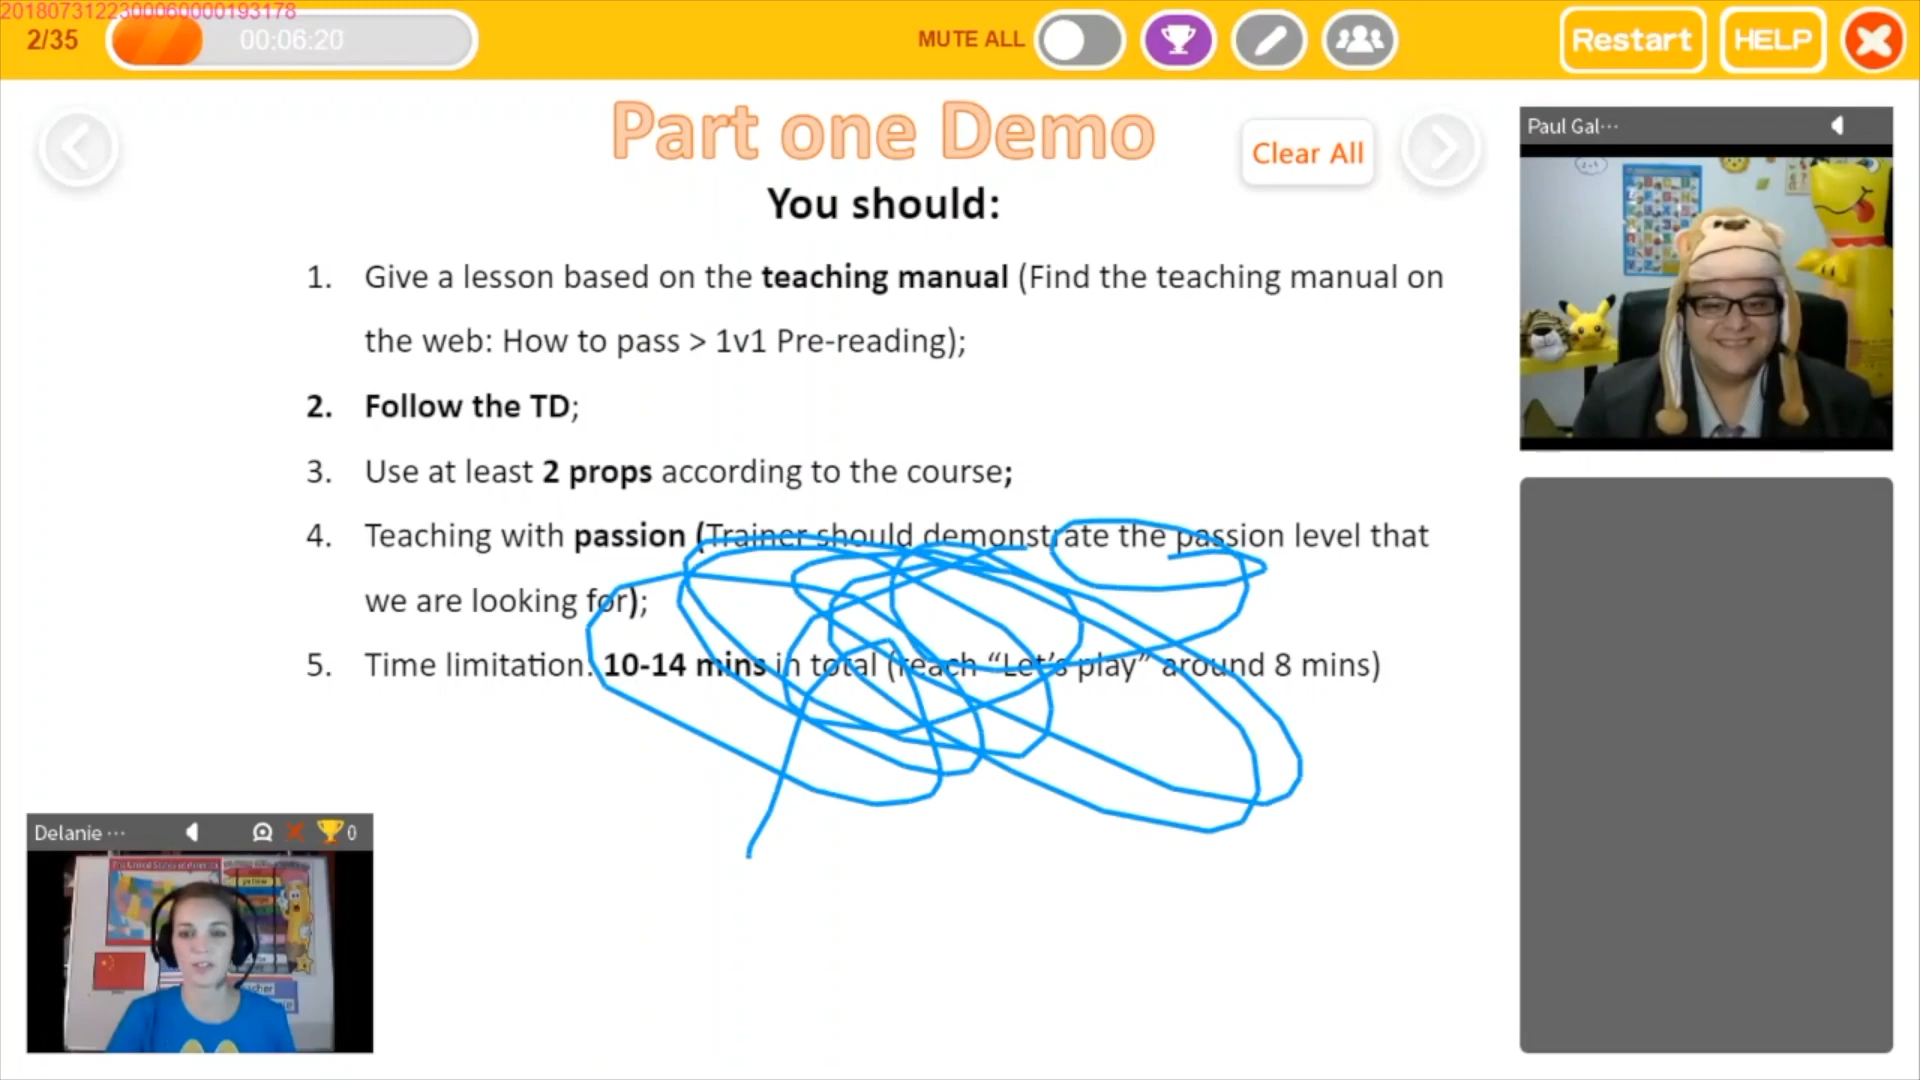 20180731223000600000193178
2/35
00:06:20
MUTE ALL
Restart
HELP
Part one Demo
Clear All
Paul Gal···
You should:
1. Give a lesson based on the teaching manual (Find the teaching manual on
the web: How to pass > 1v1 Pre-reading);
2. Follow the TD;
3. Use at least 2 props according to the course;
4. Teaching with passion (Trainer should demonstrate the passion level that
we are looking for);
5. Time limitation: 10-14 mins in total (reach “Let’s play” around 8 mins)
Delanie ···
0